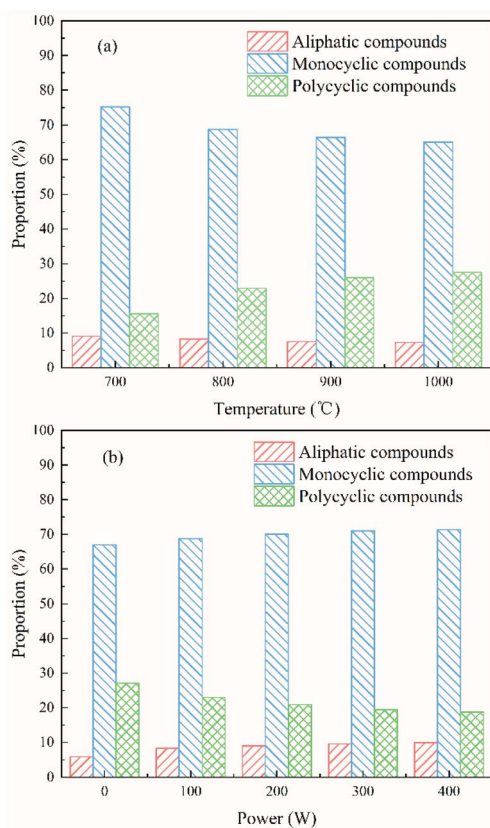 100
(a)
Aliphatic compounds
90
Monocyclic compounds
80
Polycyclic compounds
70
60
50
40
30
20
10
0
Proportion (%)
700 800 900 1000
Temperature (℃)
100
(b)
Aliphatic compounds
90
Monocyclic compounds
80
Polycyclic compounds
70
60
50
40
30
20
10
0
Proportion (%)
0 100 200 300 400
Power (W)